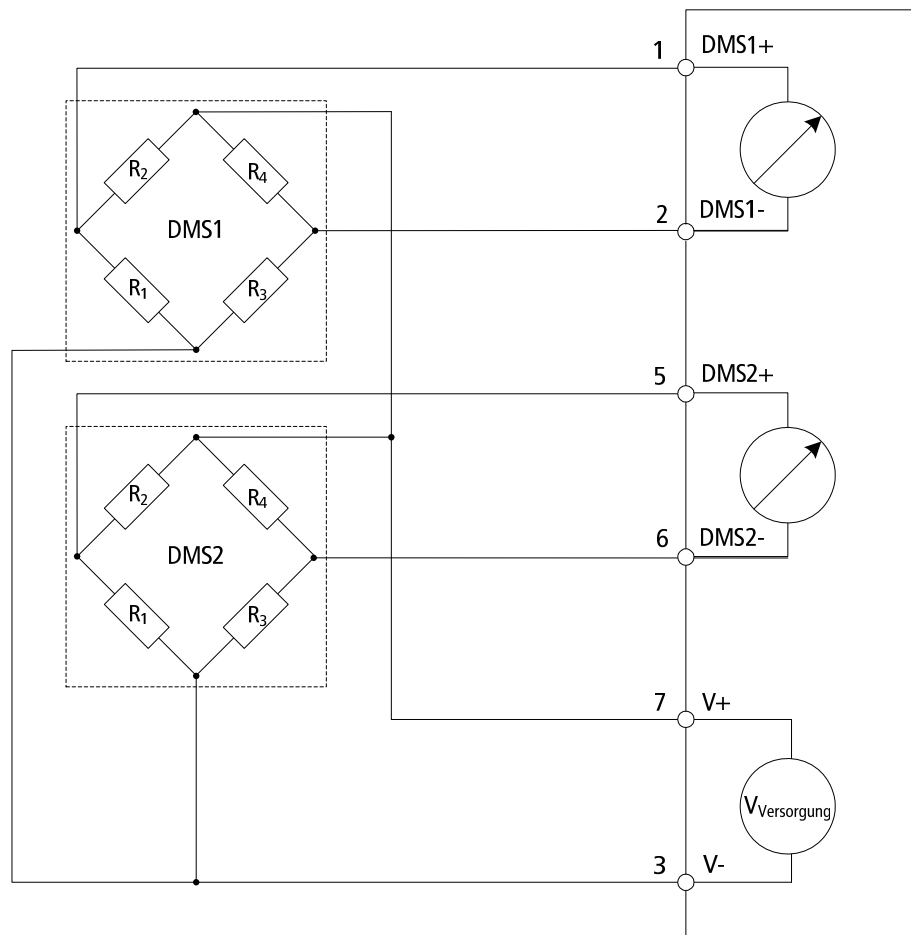 1 DMS1+
R₂ R₄
DMS1
R₁ R₃
2 DMS1-
5 DMS2+
R₂ R₄
DMS2
R₁ R₃
6 DMS2-
7 V+
V_Versorgung
3 V-